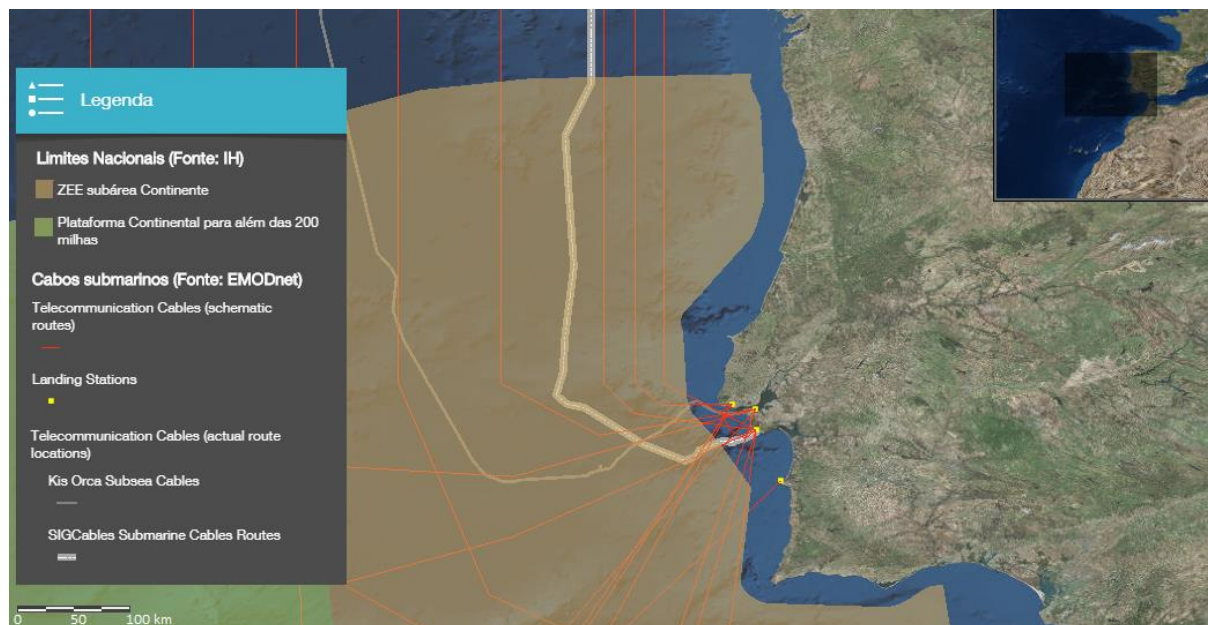 Legenda
Limites Nacionais (Fonte: IH)
ZEE subárea Continente
Plataforma Continental para além das 200
milhas
Cabos submarinos (Fonte: EMODnet)
Telecommunication Cables (schematic
routes)
Landing Stations
Telecommunication Cables (actual route
locations)
Kis Orca Subsea Cables
SIGCables Submarine Cables Routes
0 50 100 km